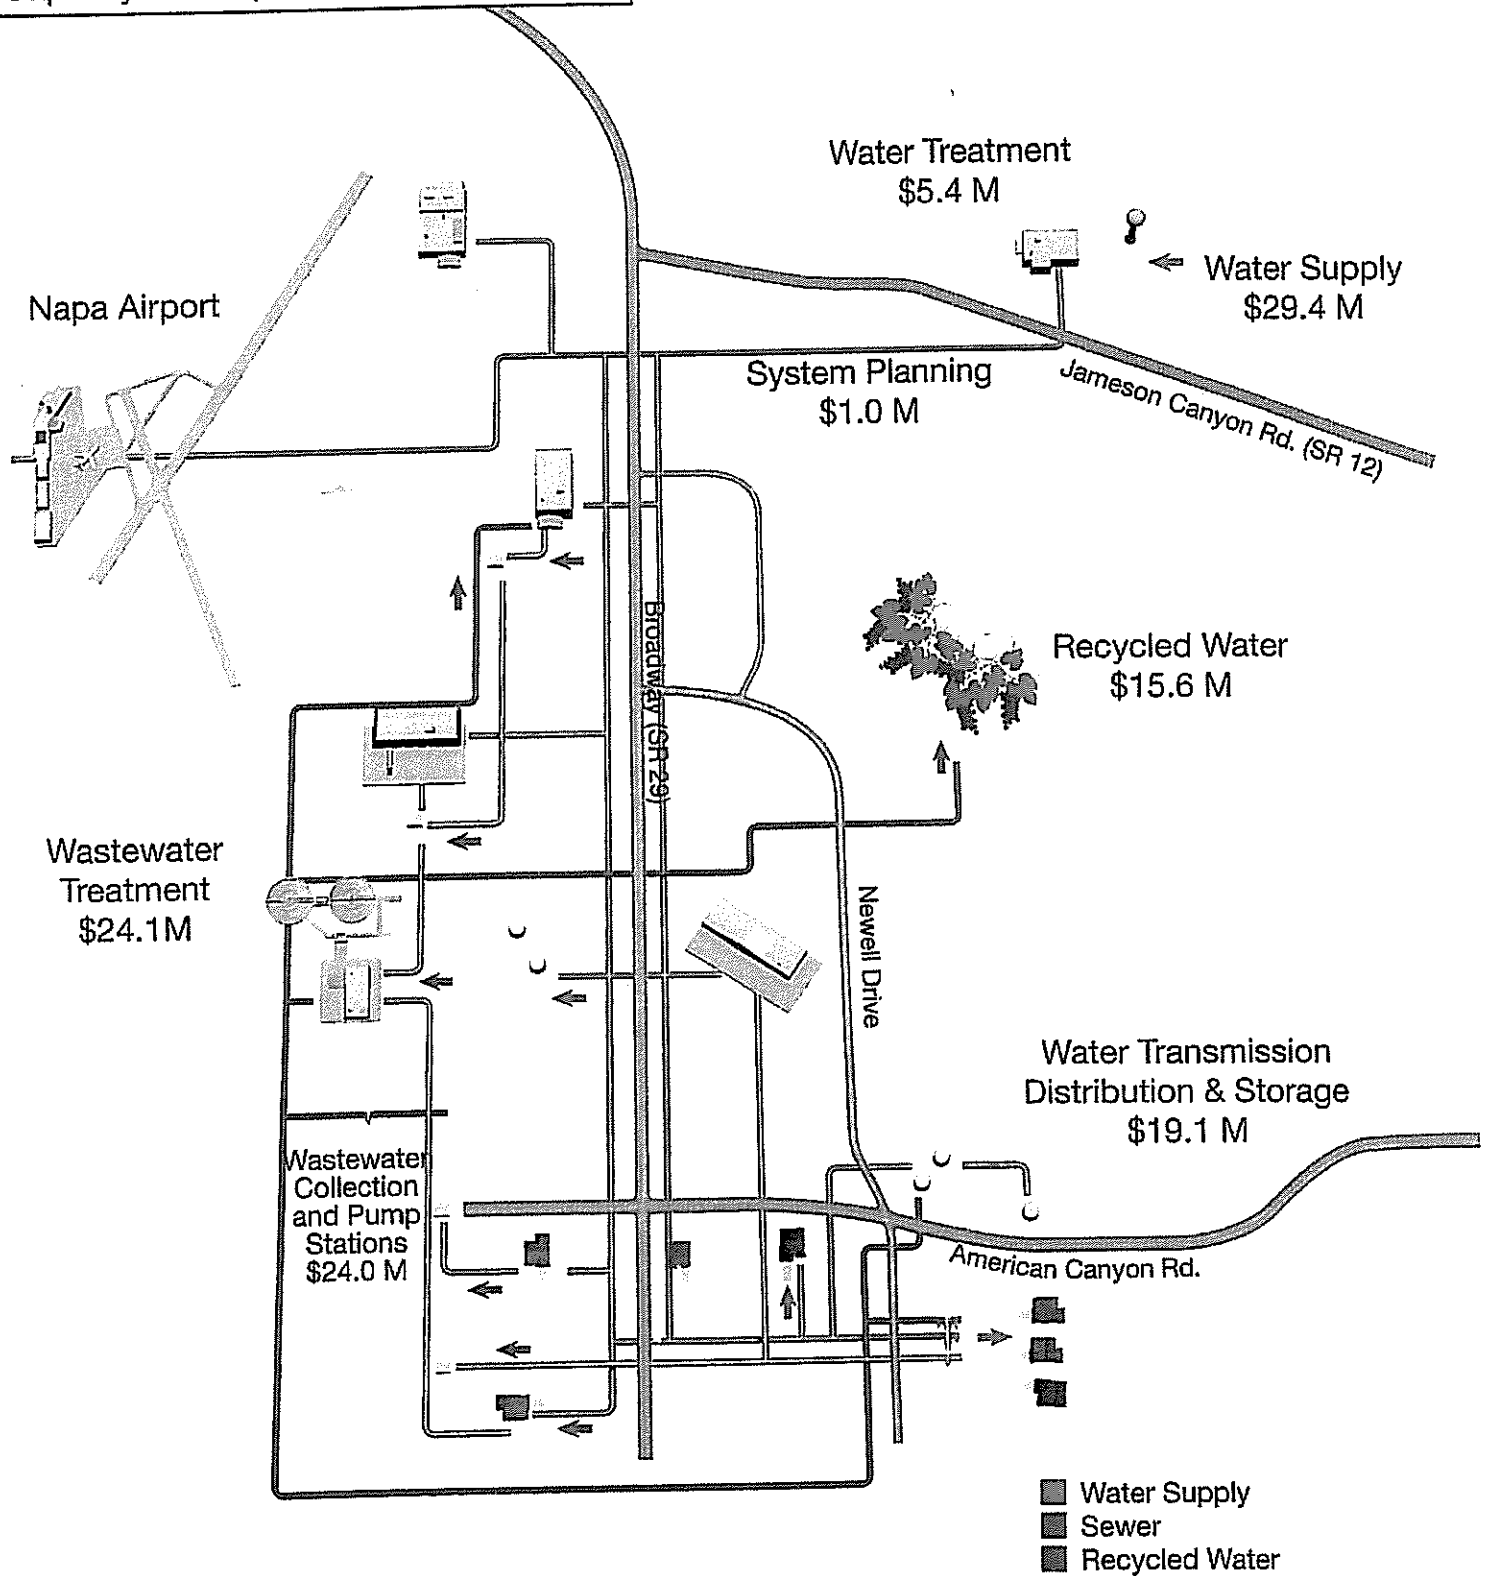 Water Treatment
$5.4 M
Water Supply
$29.4 M
Napa Airport
System Planning
$1.0 M
Jameson Canyon Rd. (SR 12)
Broadway (SR 29)
Recycled Water
$15.6 M
Wastewater
Treatment
$24.1M
Newell Drive
Water Transmission
Distribution & Storage
$19.1 M
Wastewater
Collection
and Pump
Stations
$24.0 M
American Canyon Rd.
Water Supply
Sewer
Recycled Water